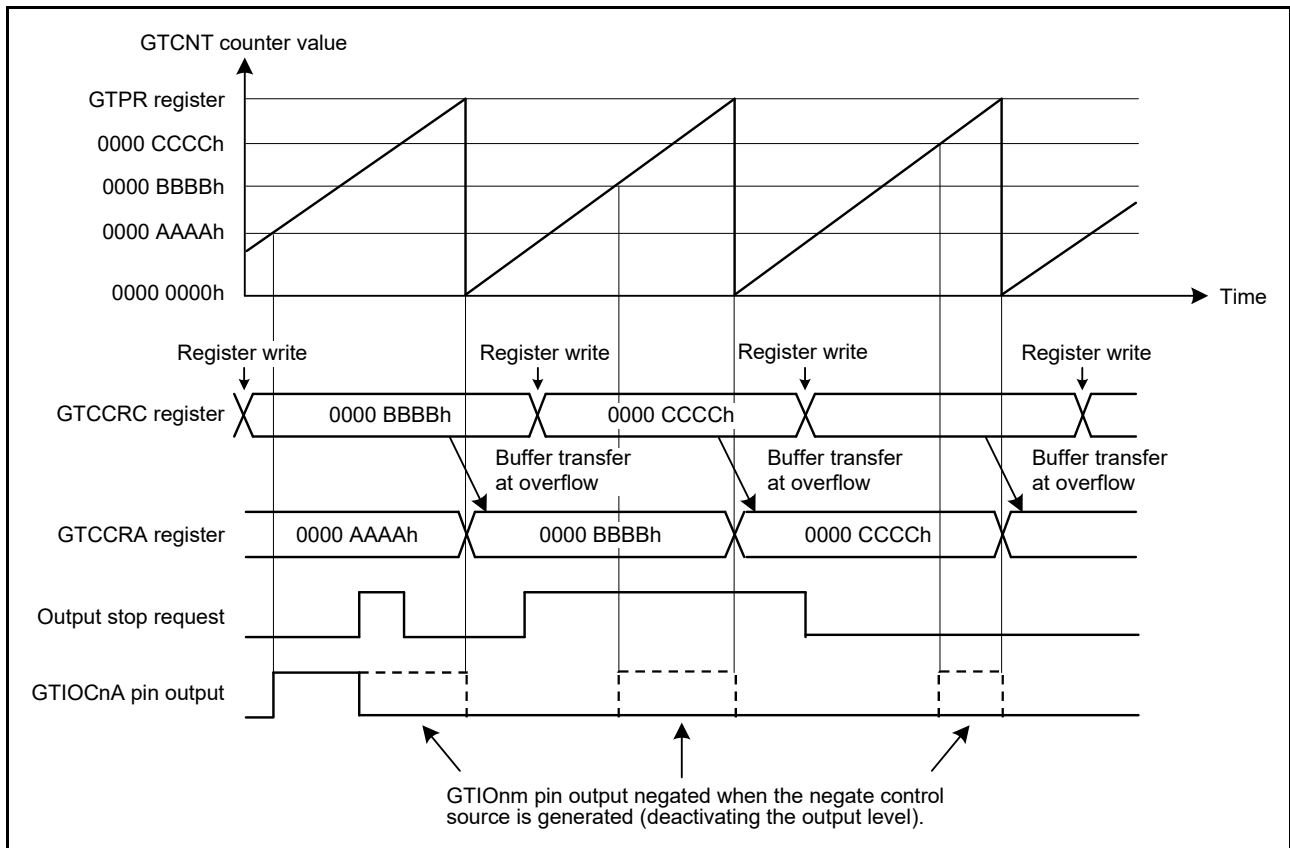 GTCNT counter value
GTPR register
0000 CCCCh
0000 BBBBh
0000 AAAAh
0000 0000h
Time
Register write
Register write
Register write
Register write
GTCCRC register
0000 BBBBh
0000 CCCCh
Buffer transfer
at overflow
Buffer transfer
at overflow
Buffer transfer
at overflow
GTCCRA register
0000 AAAAh
0000 BBBBh
0000 CCCCh
Output stop request
GTIOCnA pin output
GTIOnm pin output negated when the negate control
source is generated (deactivating the output level).